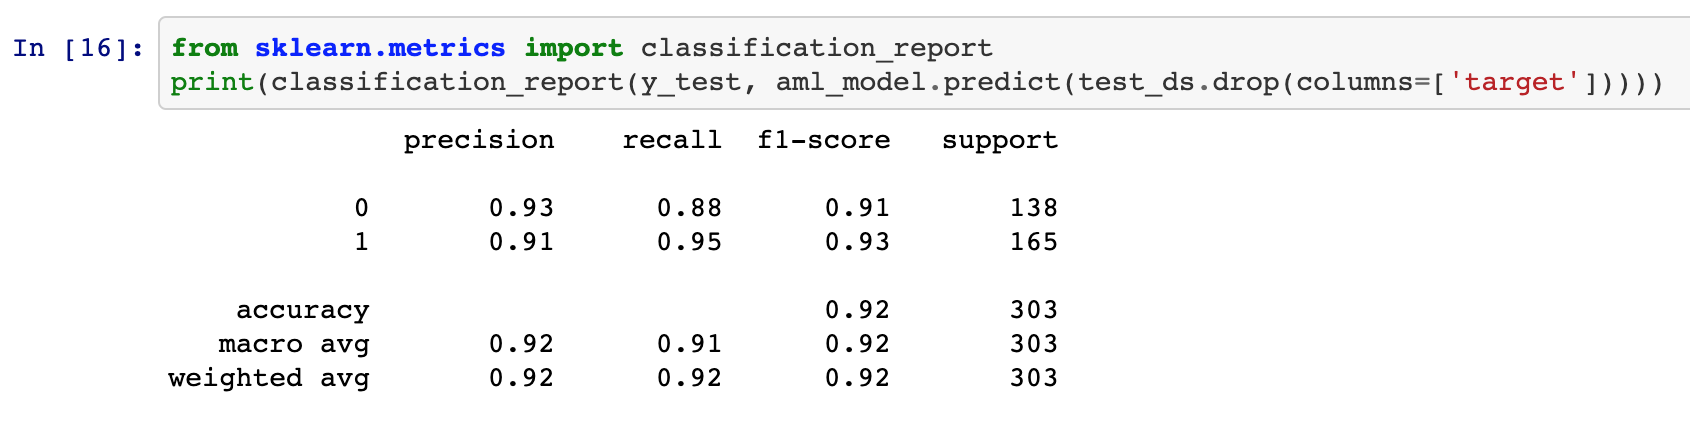 In [16]: from sklearn.metrics import classification_report
print(classification_report(y_test, aml_model.predict(test_ds.drop(columns=['target']))))
precision recall f1-score support
0 0.93 0.88 0.91 138
1 0.91 0.95 0.93 165
accuracy 0.92 303
macro avg 0.92 0.91 0.92 303
weighted avg 0.92 0.92 0.92 303